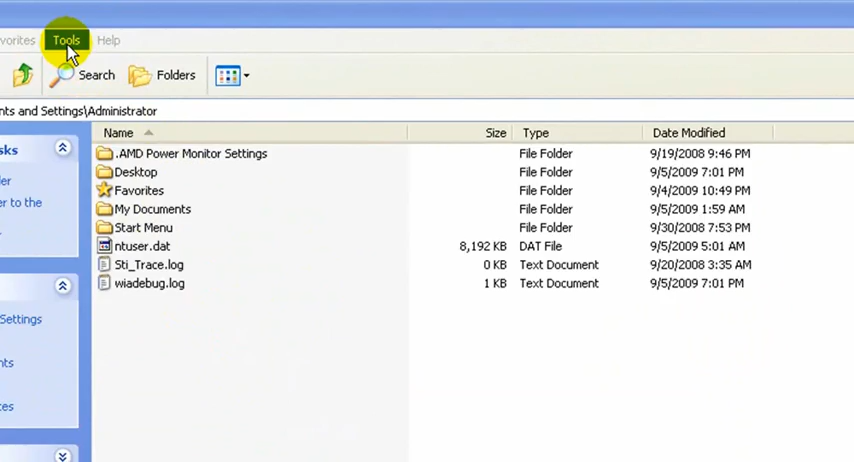 vorites Tools Help
Search Folders
nts and Settings\Administrator
Name Size Type Date Modified
sks
.AMD Power Monitor Settings File Folder 9/19/2008 9:46 PM
Desktop File Folder 9/5/2009 7:01 PM
der
Favorites File Folder 9/4/2009 10:49 PM
er to the
My Documents File Folder 9/5/2009 1:59 AM
Start Menu File Folder 9/30/2008 7:53 PM
ntuser.dat 8,192 KB DAT File 9/5/2009 5:01 AM
Sti_Trace.log 0 KB Text Document 9/20/2008 3:35 AM
wiadebug.log 1 KB Text Document 9/5/2009 7:01 PM
Settings
nts
es